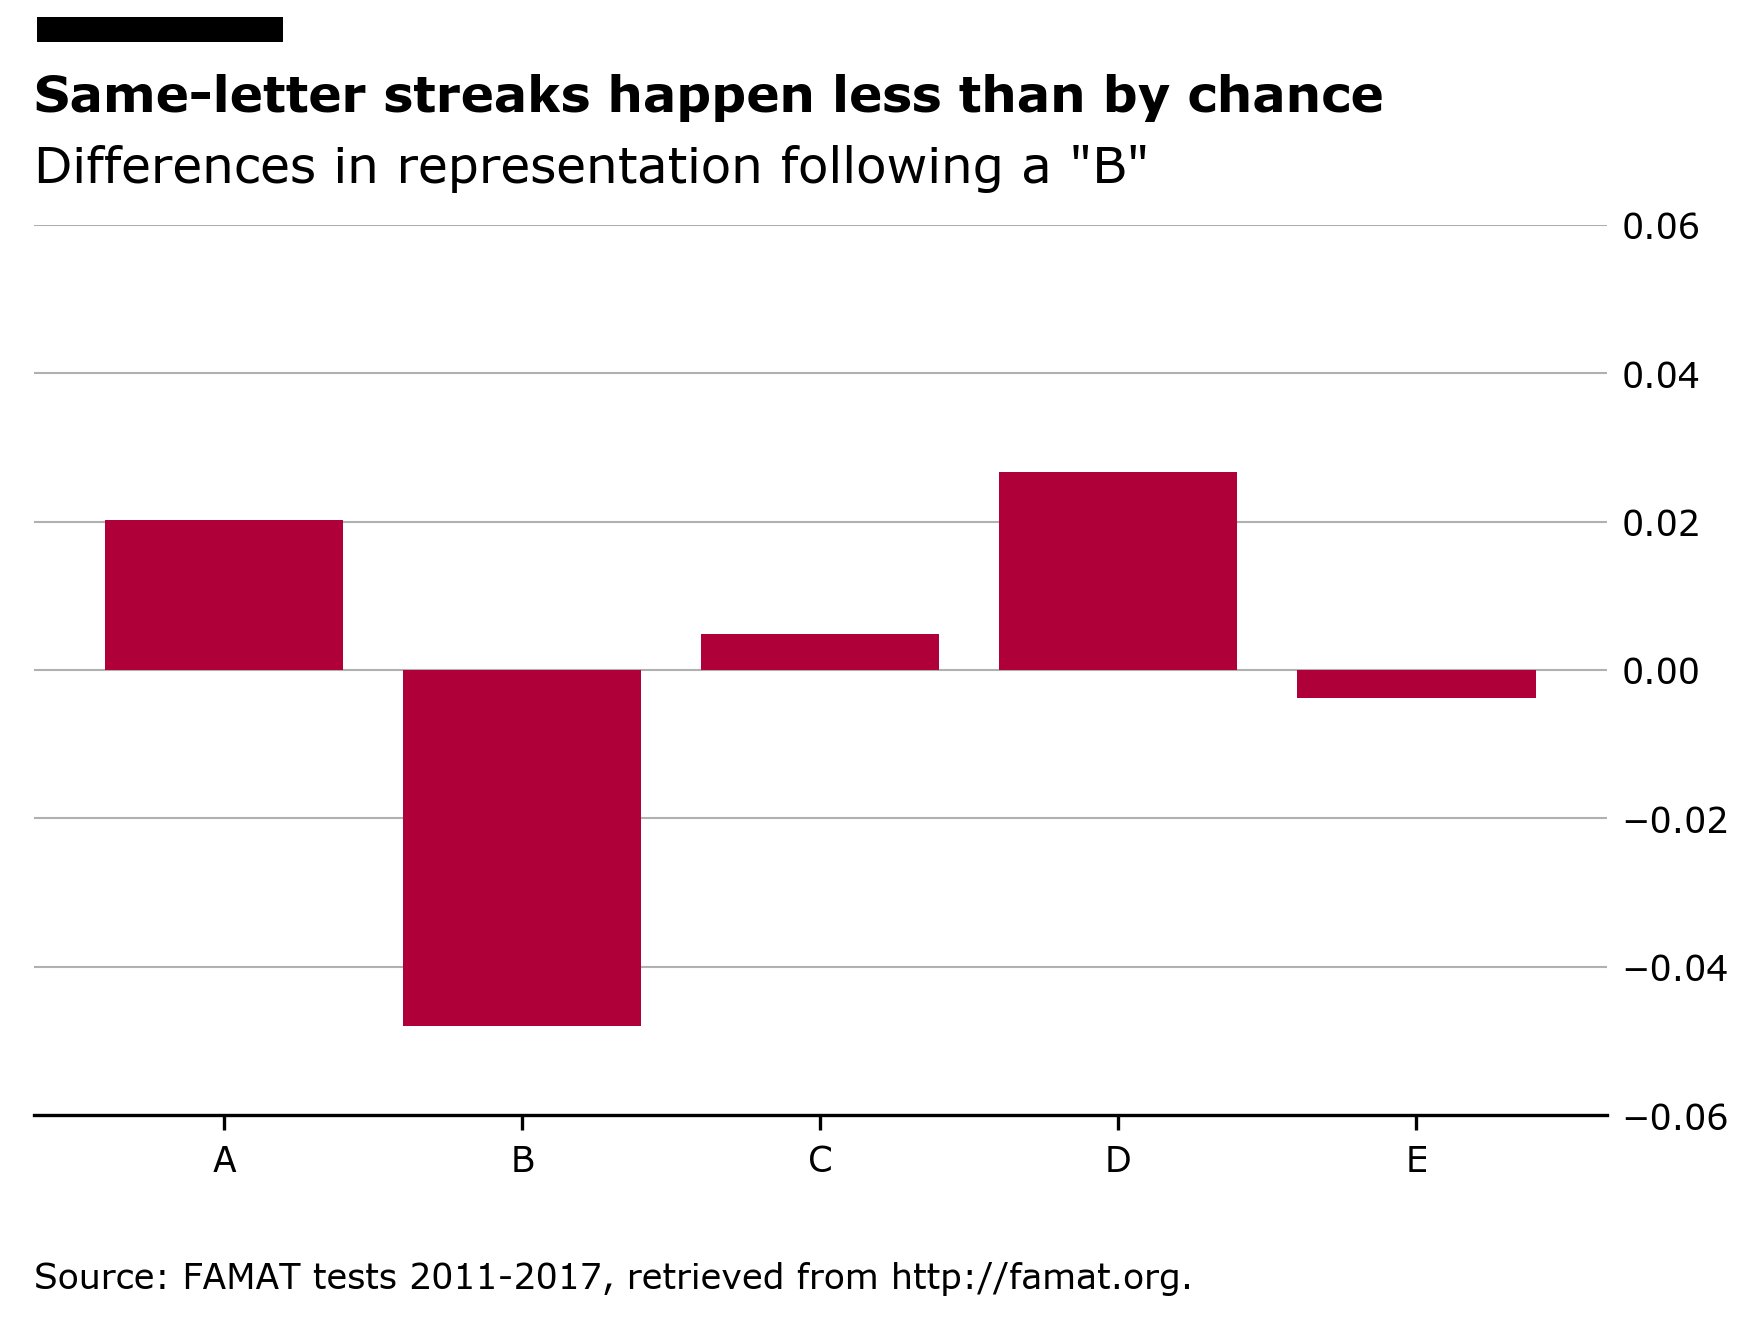 Same-letter streaks happen less than by chance
Differences in representation following a "B"
0.06
0.04
0.02
0.00
−0.02
−0.04
−0.06
A B C D E
Source: FAMAT tests 2011-2017, retrieved from http://famat.org.